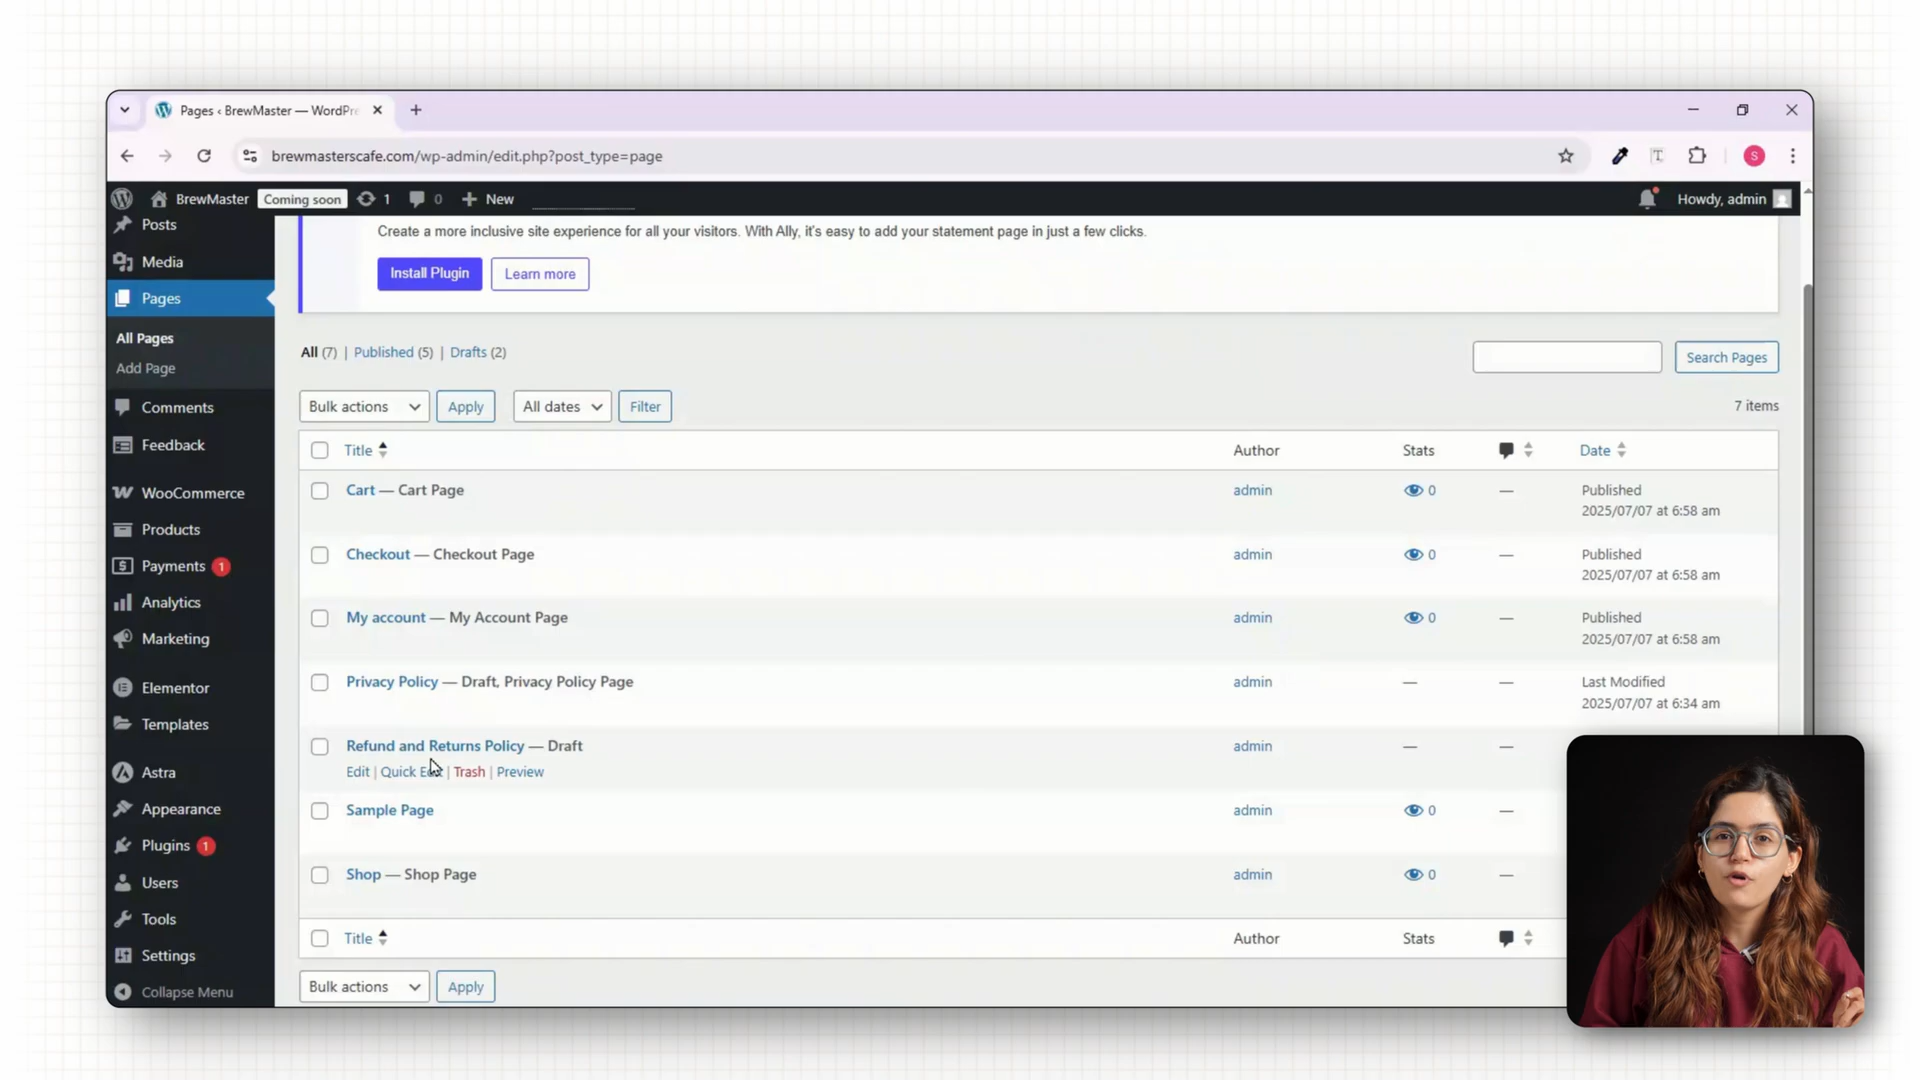 Pages ‹ BrewMaster — WordPre
brewmasterscafe.com/wp-admin/edit.php?post_type=page
S
BrewMaster Coming soon 1 0 + New
Howdy, admin
Posts
Media
Pages
All Pages
Add Page
Comments
Feedback
WooCommerce
Products
Payments 1
Analytics
Marketing
Elementor
Templates
Astra
Appearance
Plugins 1
Users
Tools
Settings
Collapse Menu
Create a more inclusive site experience for all your visitors. With Ally, it's easy to add your statement page in just a few clicks.
Install Plugin Learn more
All (7) | Published (5) | Drafts (2)
Search Pages
Bulk actions Apply All dates Filter
7 items
Title Author Stats Date
Cart — Cart Page admin 0 — Published
2025/07/07 at 6:58 am
Checkout — Checkout Page admin 0 — Published
2025/07/07 at 6:58 am
My account — My Account Page admin 0 — Published
2025/07/07 at 6:58 am
Privacy Policy — Draft, Privacy Policy Page admin — — Last Modified
2025/07/07 at 6:34 am
Refund and Returns Policy — Draft admin — —
Edit | Quick Edit | Trash | Preview
Sample Page admin 0 —
Shop — Shop Page admin 0 —
Title Author Stats
Bulk actions Apply